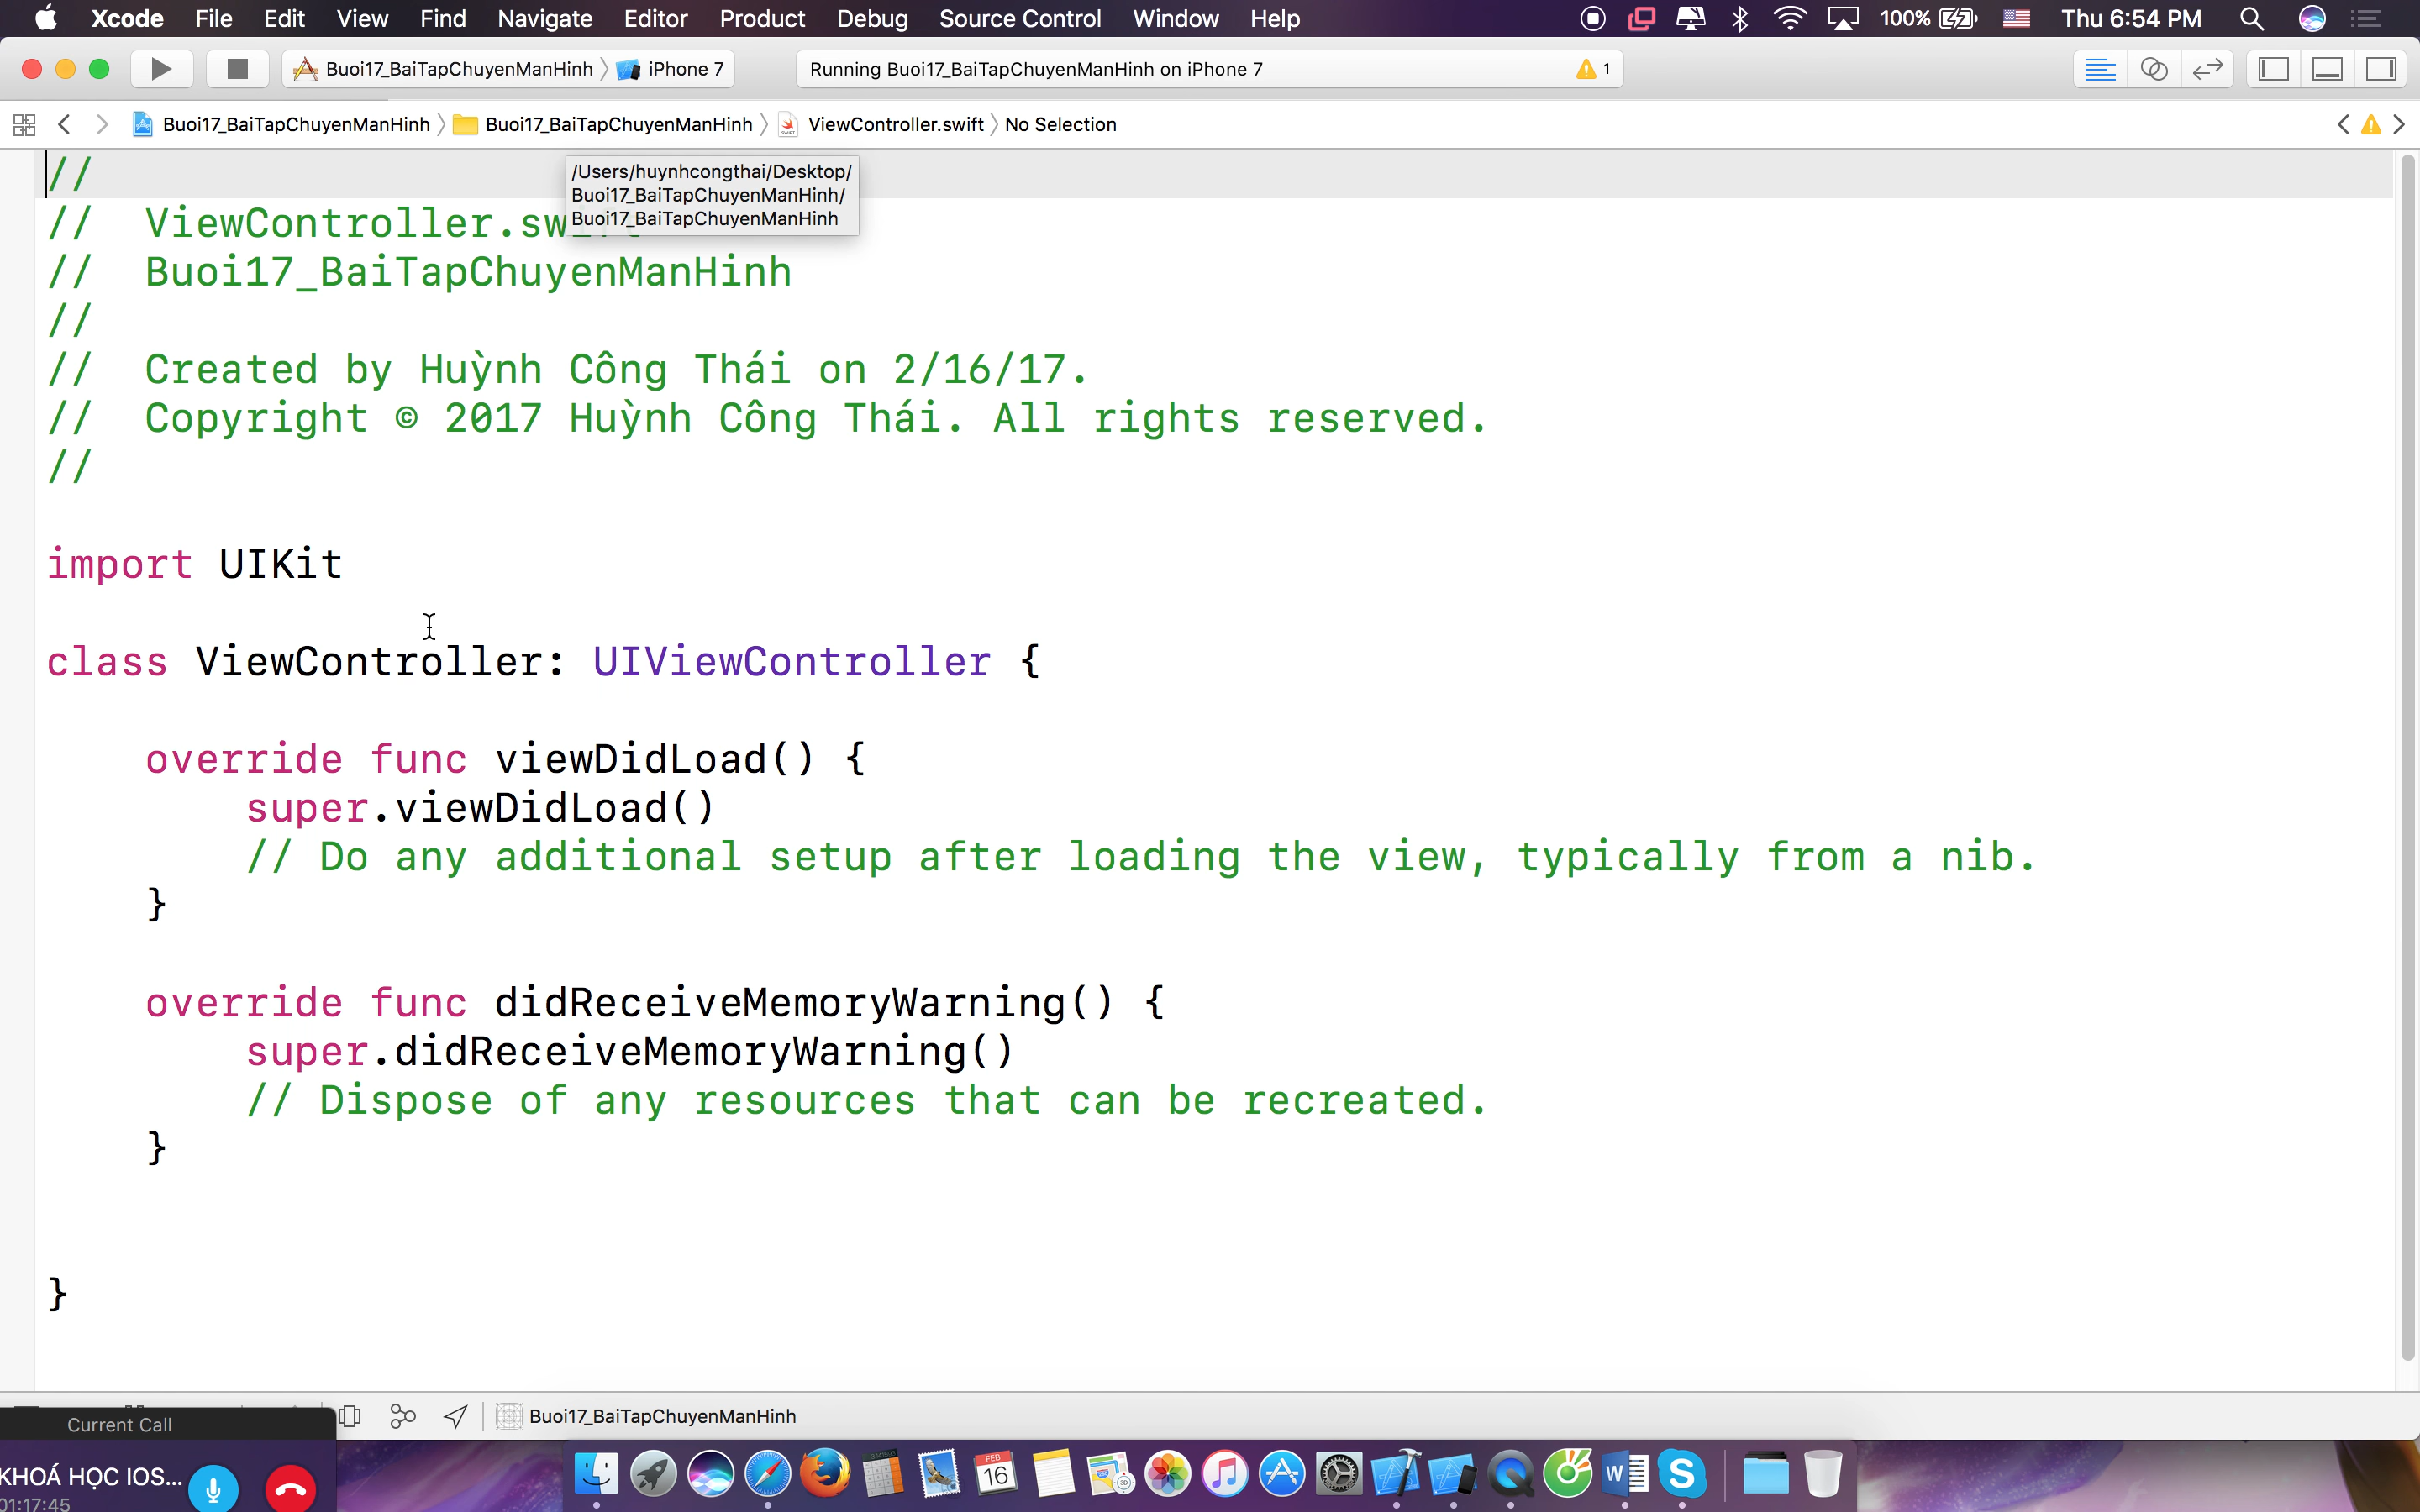 Xcode File Edit View Find Navigate Editor Product Debug Source Control Window Help 100% Thu 6:54 PM
Buoi17_BaiTapChuyenManHinh iPhone 7 Running Buoi17_BaiTapChuyenManHinh on iPhone 7 1
Buoi17_BaiTapChuyenManHinh Buoi17_BaiTapChuyenManHinh ViewController.swift No Selection
/Users/huynhcongthai/Desktop/
Buoi17_BaiTapChuyenManHinh/
Buoi17_BaiTapChuyenManHinh
//
// ViewController.swift
// Buoi17_BaiTapChuyenManHinh
//
// Created by Huỳnh Công Thái on 2/16/17.
// Copyright © 2017 Huỳnh Công Thái. All rights reserved.
//
import UIKit
class ViewController: UIViewController {
override func viewDidLoad() {
super.viewDidLoad()
// Do any additional setup after loading the view, typically from a nib.
}
override func didReceiveMemoryWarning() {
super.didReceiveMemoryWarning()
// Dispose of any resources that can be recreated.
}
}
Buoi17_BaiTapChuyenManHinh
Current Call
KHOÁ HỌC IOS...
01:17:45
FEB
16